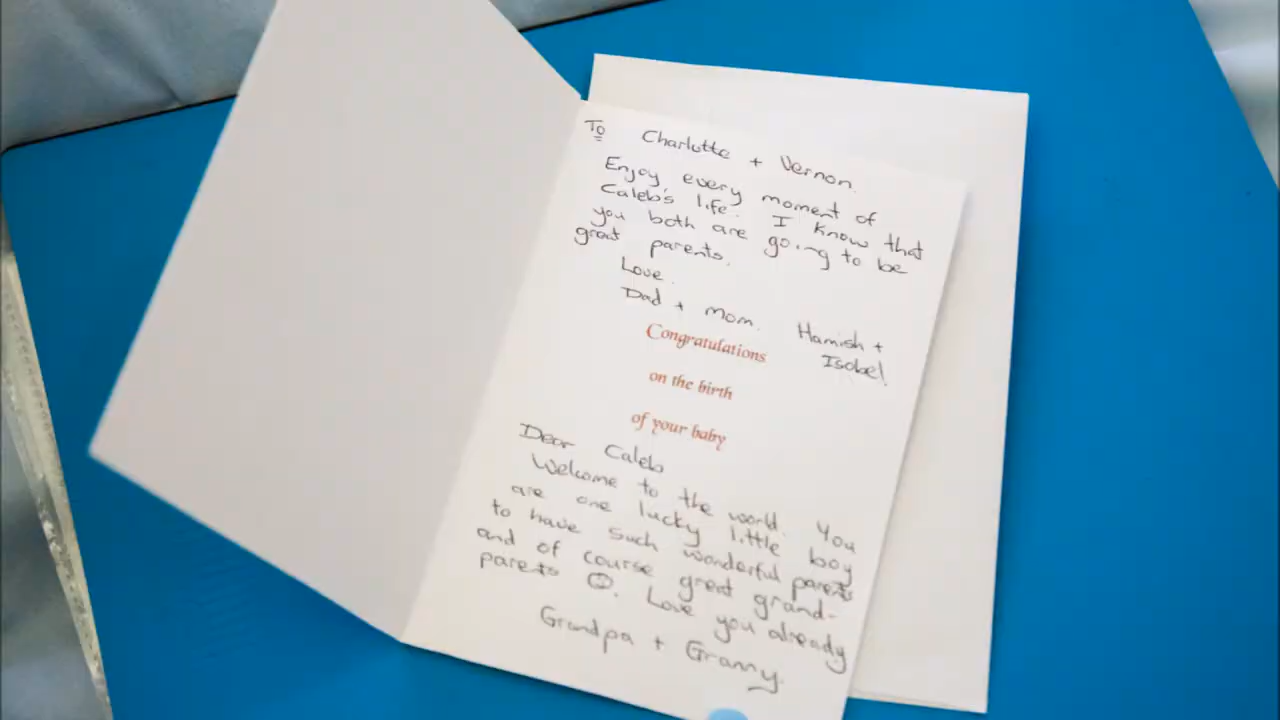 To Charlotte + Vernon.
Enjoy every moment of
Caleb's life. I know that
you both are going to be
great parents.
Love.
Dad + Mom. Hamish +
Isobel
Congratulations
on the birth
of your baby
Dear Caleb
Welcome to the world. You
are one lucky little boy
to have such wonderful parents
and of course great grand-
parents ☺. Love you already
Grandpa + Granny.